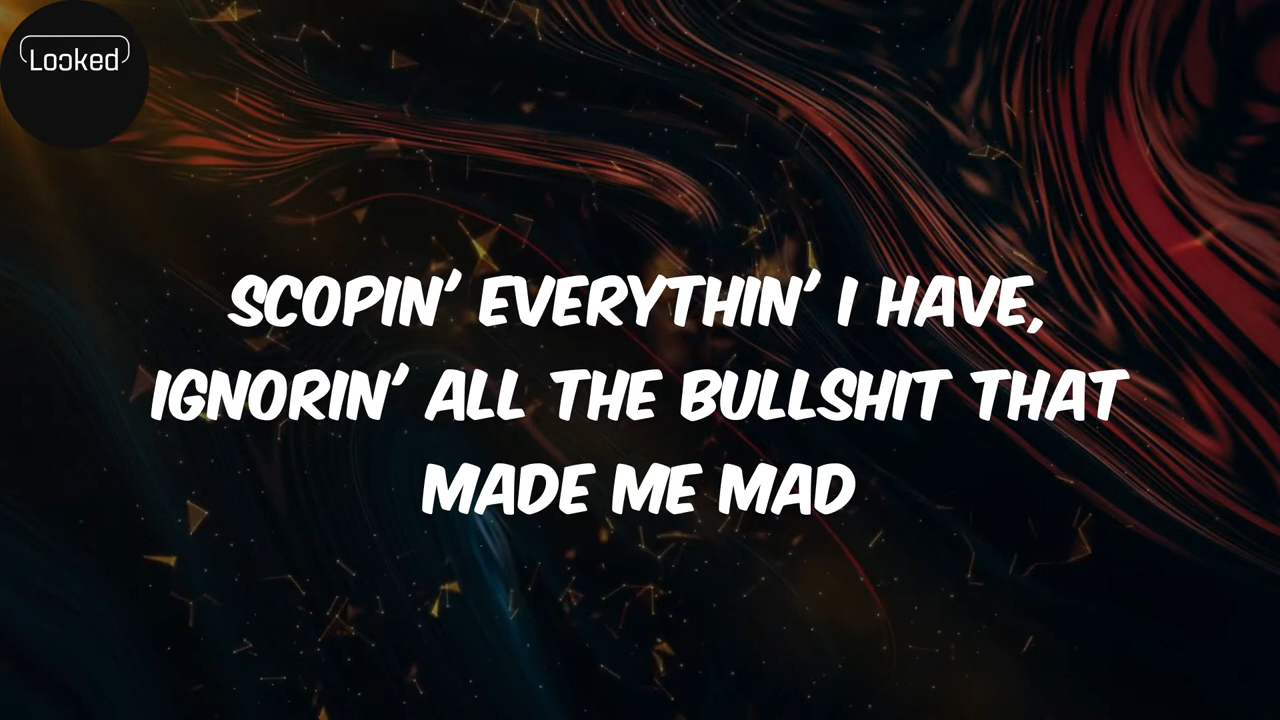 Looked
SCOPIN' EVERYTHIN' I HAVE,
IGNORIN' ALL THE BULLSHIT THAT
MADE ME MAD